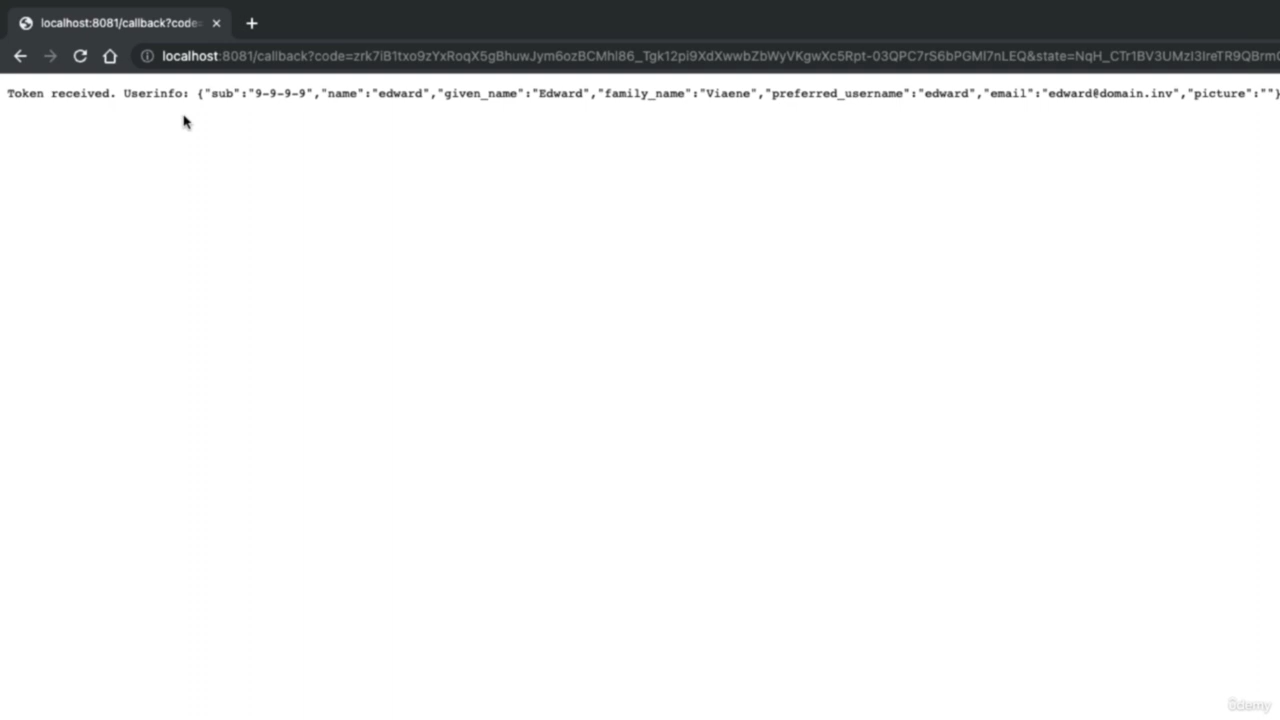 localhost:8081/callback?code=
localhost:8081/callback?code=zrk7iB1txo9zYxRoqX5gBhuwJym6ozBCMhl86_Tgk12pi9XdXwwbZbWyVKgwXc5Rpt-03QPC7rS6bPGMl7nLEQ&state=NqH_CTr1BV3UMzI3IreTR9QBrm
Token received. Userinfo: {"sub":"9-9-9-9","name":"edward","given_name":"Edward","family_name":"Viaene","preferred_username":"edward","email":"edward@domain.inv","picture":""}
ûdemy